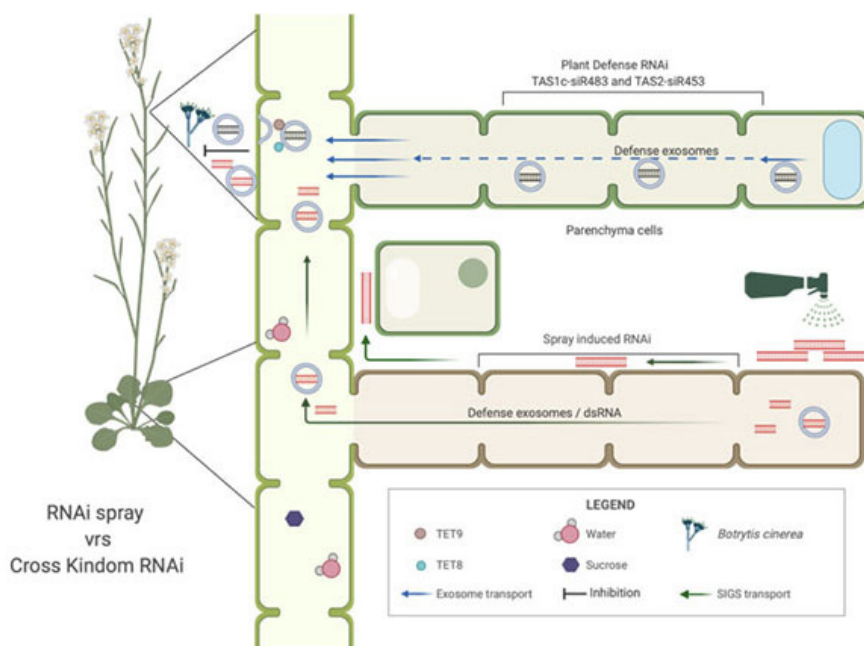 Plant Defense RNAi
TAS1c-siR483 and TAS2-siR453
Defense exosomes
Parenchyma cells
Spray induced RNAi
Defense exosomes / dsRNA
RNAi spray
vrs
Cross Kindom RNAi
LEGEND
TET9
Water
Botrytis cinerea
TET8
Sucrose
Exosome transport
Inhibition
SIGS transport